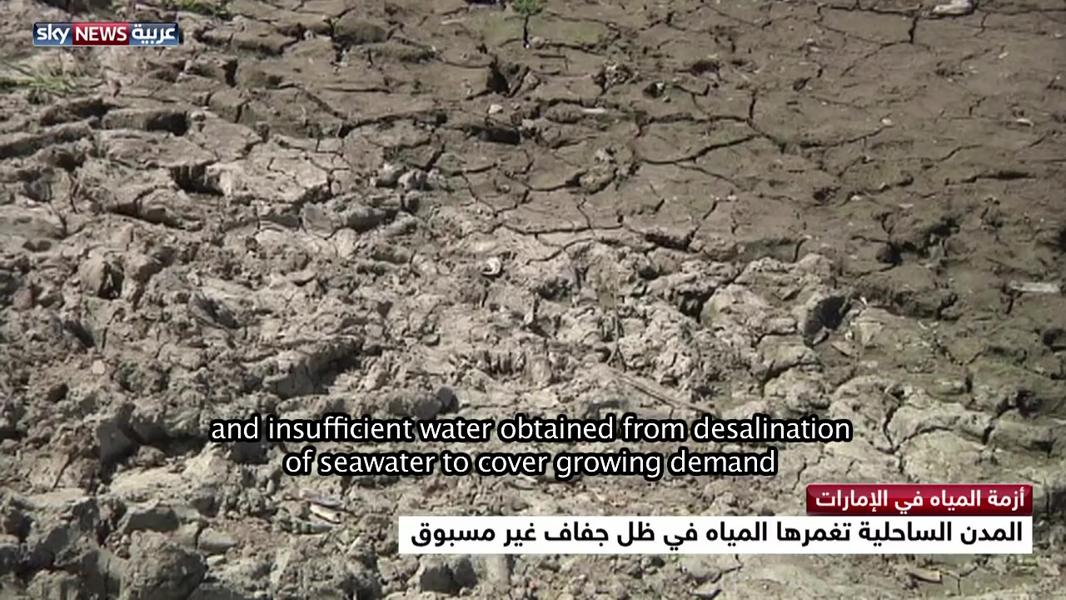 sky NEWS عربية
and insufficient water obtained from desalination
of seawater to cover growing demand
أزمة المياه في الإمارات
المدن الساحلية تغمرها المياه في ظل جفاف غير مسبوق